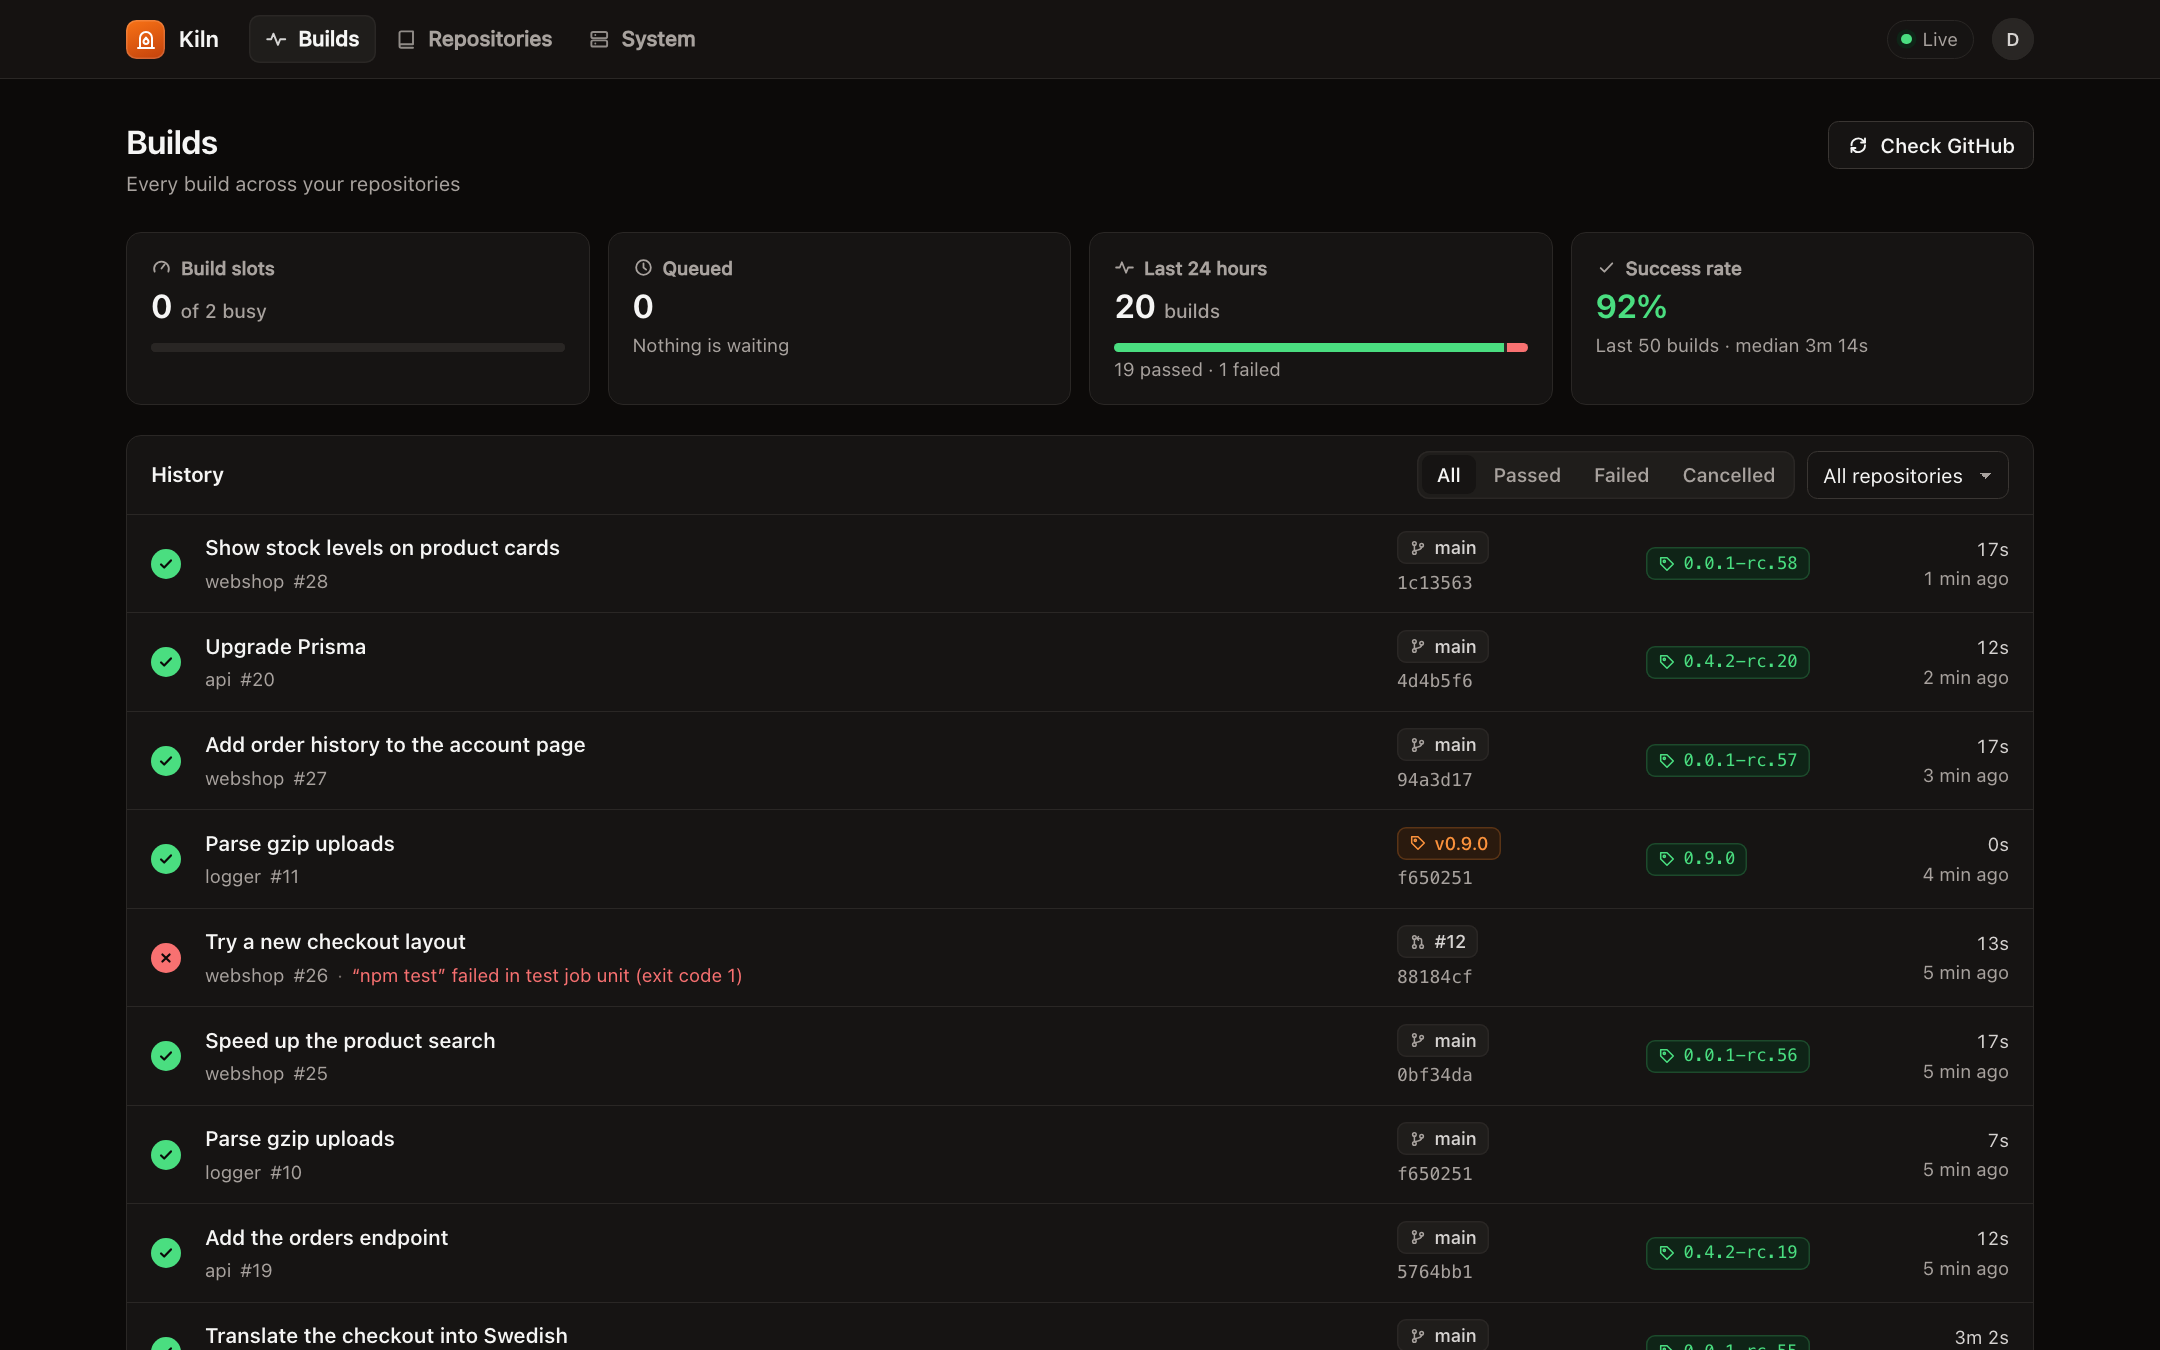 Kiln
Builds
Repositories
System
Live
D
Builds
Every build across your repositories
Check GitHub
Build slots
0 of 2 busy
Queued
0
Nothing is waiting
Last 24 hours
20 builds
19 passed · 1 failed
Success rate
92%
Last 50 builds · median 3m 14s
History
All
Passed
Failed
Cancelled
All repositories
Show stock levels on product cards
webshop #28
main
1c13563
0.0.1-rc.58
17s
1 min ago
Upgrade Prisma
api #20
main
4d4b5f6
0.4.2-rc.20
12s
2 min ago
Add order history to the account page
webshop #27
main
94a3d17
0.0.1-rc.57
17s
3 min ago
Parse gzip uploads
logger #11
v0.9.0
f650251
0.9.0
0s
4 min ago
Try a new checkout layout
webshop #26 · “npm test” failed in test job unit (exit code 1)
#12
88184cf
13s
5 min ago
Speed up the product search
webshop #25
main
0bf34da
0.0.1-rc.56
17s
5 min ago
Parse gzip uploads
logger #10
main
f650251
7s
5 min ago
Add the orders endpoint
api #19
main
5764bb1
0.4.2-rc.19
12s
5 min ago
Translate the checkout into Swedish
main
0.0.1-rc.55
3m 2s